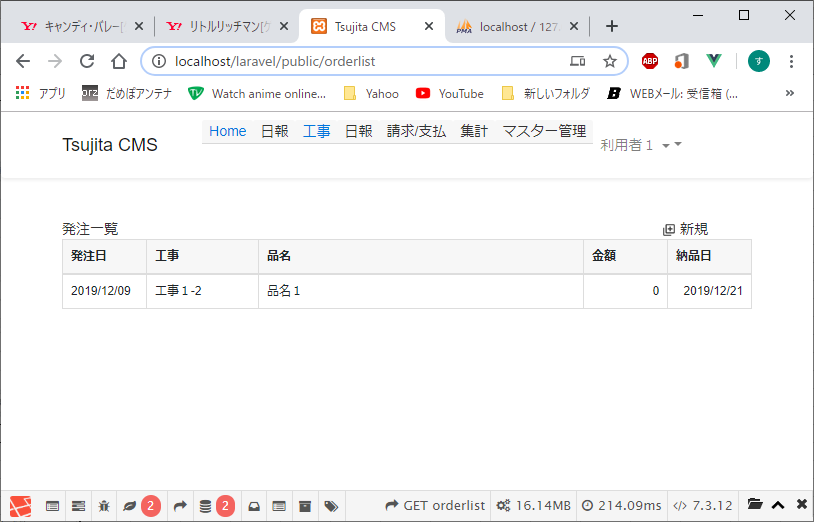 キャンディ・バレー[
リトルリッチマン[ケ
Tsujita CMS
localhost / 127.
localhost/laravel/public/orderlist
ABP
す
アプリ
orz だめぽアンテナ
Watch anime online...
Yahoo
YouTube
新しいフォルダ
WEBメール: 受信箱 (...
»
Tsujita CMS
Home 日報 工事 日報 請求/支払 集計 マスター管理
利用者１
発注一覧
新規
発注日 工事 品名 金額 納品日
2019/12/09 工事１-2 品名１ 0 2019/12/21
2 2 GET orderlist 16.14MB 214.09ms 7.3.12